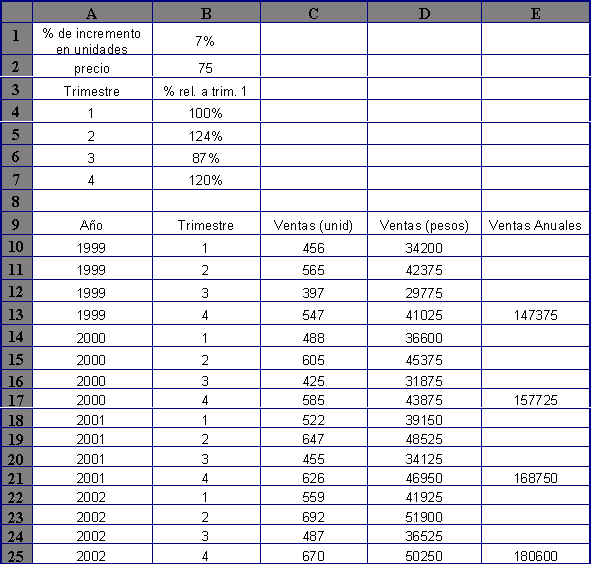 A B C D E
1 % de incremento
en unidades 7%
2 precio 75
3 Trimestre % rel. a trim. 1
4 1 100%
5 2 124%
6 3 87%
7 4 120%
8
9 Año Trimestre Ventas (unid) Ventas (pesos) Ventas Anuales
10 1999 1 456 34200
11 1999 2 565 42375
12 1999 3 397 29775
13 1999 4 547 41025 147375
14 2000 1 488 36600
15 2000 2 605 45375
16 2000 3 425 31875
17 2000 4 585 43875 157725
18 2001 1 522 39150
19 2001 2 647 48525
20 2001 3 455 34125
21 2001 4 626 46950 168750
22 2002 1 559 41925
23 2002 2 692 51900
24 2002 3 487 36525
25 2002 4 670 50250 180600